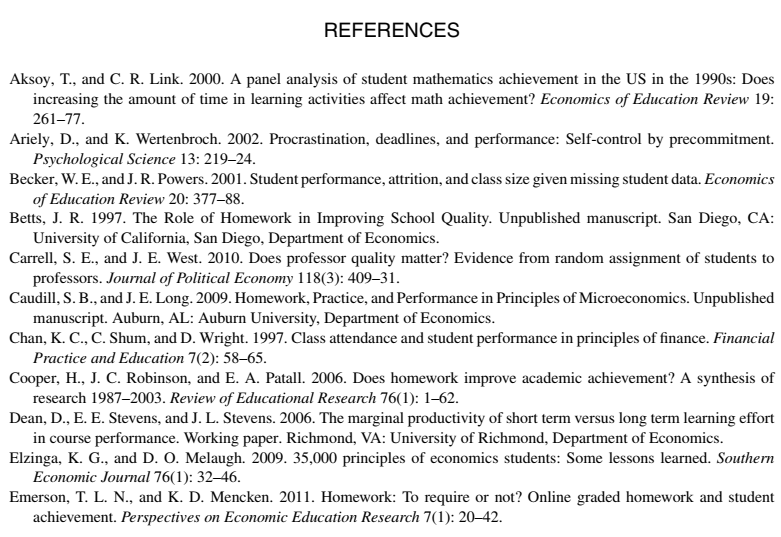 REFERENCES
Aksoy, T., and C. R. Link. 2000. A panel analysis of student mathematics achievement in the US in the 1990s: Does
increasing the amount of time in learning activities affect math achievement? Economics of Education Review 19:
261–77.
Ariely, D., and K. Wertenbroch. 2002. Procrastination, deadlines, and performance: Self-control by precommitment.
Psychological Science 13: 219–24.
Becker, W. E., and J. R. Powers. 2001. Student performance, attrition, and class size given missing student data. Economics
of Education Review 20: 377–88.
Betts, J. R. 1997. The Role of Homework in Improving School Quality. Unpublished manuscript. San Diego, CA:
University of California, San Diego, Department of Economics.
Carrell, S. E., and J. E. West. 2010. Does professor quality matter? Evidence from random assignment of students to
professors. Journal of Political Economy 118(3): 409–31.
Caudill, S. B., and J. E. Long. 2009. Homework, Practice, and Performance in Principles of Microeconomics. Unpublished
manuscript. Auburn, AL: Auburn University, Department of Economics.
Chan, K. C., C. Shum, and D. Wright. 1997. Class attendance and student performance in principles of finance. Financial
Practice and Education 7(2): 58–65.
Cooper, H., J. C. Robinson, and E. A. Patall. 2006. Does homework improve academic achievement? A synthesis of
research 1987–2003. Review of Educational Research 76(1): 1–62.
Dean, D., E. E. Stevens, and J. L. Stevens. 2006. The marginal productivity of short term versus long term learning effort
in course performance. Working paper. Richmond, VA: University of Richmond, Department of Economics.
Elzinga, K. G., and D. O. Melaugh. 2009. 35,000 principles of economics students: Some lessons learned. Southern
Economic Journal 76(1): 32–46.
Emerson, T. L. N., and K. D. Mencken. 2011. Homework: To require or not? Online graded homework and student
achievement. Perspectives on Economic Education Research 7(1): 20–42.